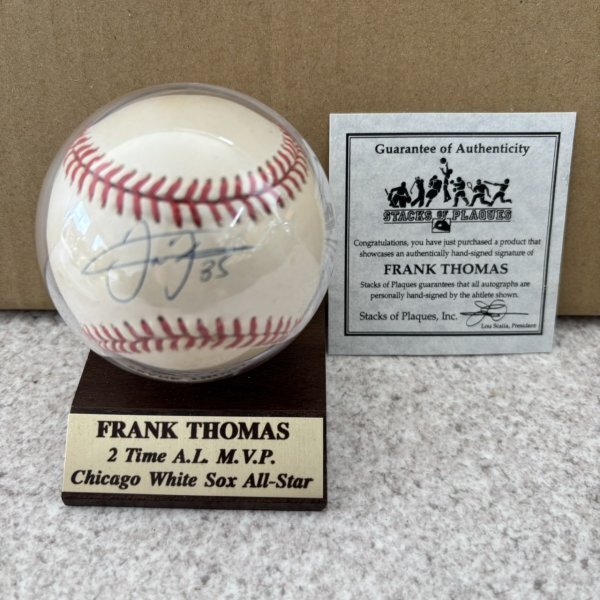 35
FRANK THOMAS
2 Time A.L. M.V.P.
Chicago White Sox All-Star
Guarantee of Authenticity
STACKS OF PLAQUES
Congratulations, you have just purchased a product that
showcases an authentically hand-signed signature of
FRANK THOMAS
Stacks of Plaques guarantees that all autographs are
personally hand-signed by the ahtlete shown.
Stacks of Plaques, Inc.
Lou Scalia, President